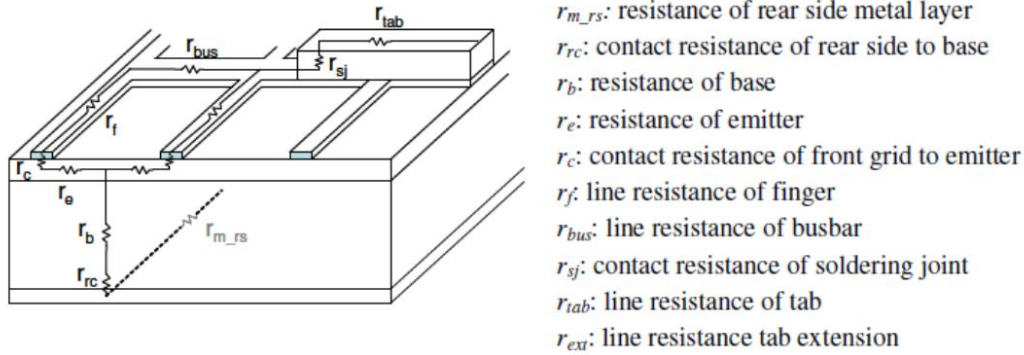 r_tab
r_bus
r_sj
r_f
r_c
r_e
r_b
r_m_rs
r_rc
r_m_rs: resistance of rear side metal layer
r_rc: contact resistance of rear side to base
r_b: resistance of base
r_e: resistance of emitter
r_c: contact resistance of front grid to emitter
r_f: line resistance of finger
r_bus: line resistance of busbar
r_sj: contact resistance of soldering joint
r_tab: line resistance of tab
r_ext: line resistance tab extension